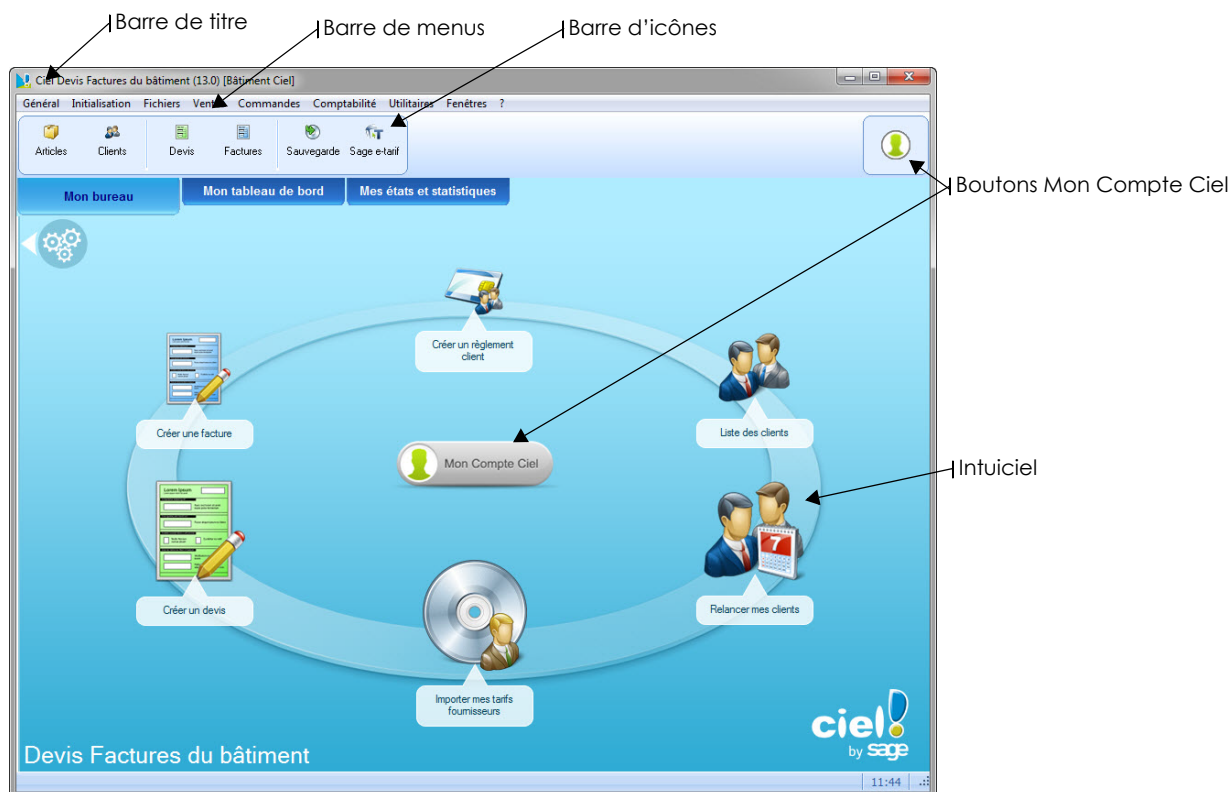 Barre de titre
Barre de menus
Barre d’icônes
Ciel Devis Factures du bâtiment (13.0) [Bâtiment Ciel]
Général Initialisation Fichiers Commandes Comptabilité Utilitaires Fenêtres ?
Articles Clients Devis Factures Sauvegarde Sage e-tarif
Mon bureau Mon tableau de bord Mes états et statistiques
Boutons Mon Compte Ciel
Créer un règlement
client
Créer une facture
Liste des clients
Mon Compte Ciel
Intuiciel
Lorem Ipsum
7
Créer un devis
Relancer mes clients
Importer mes tarifs
fournisseurs
ciel!
by sage
Devis Factures du bâtiment
11:44